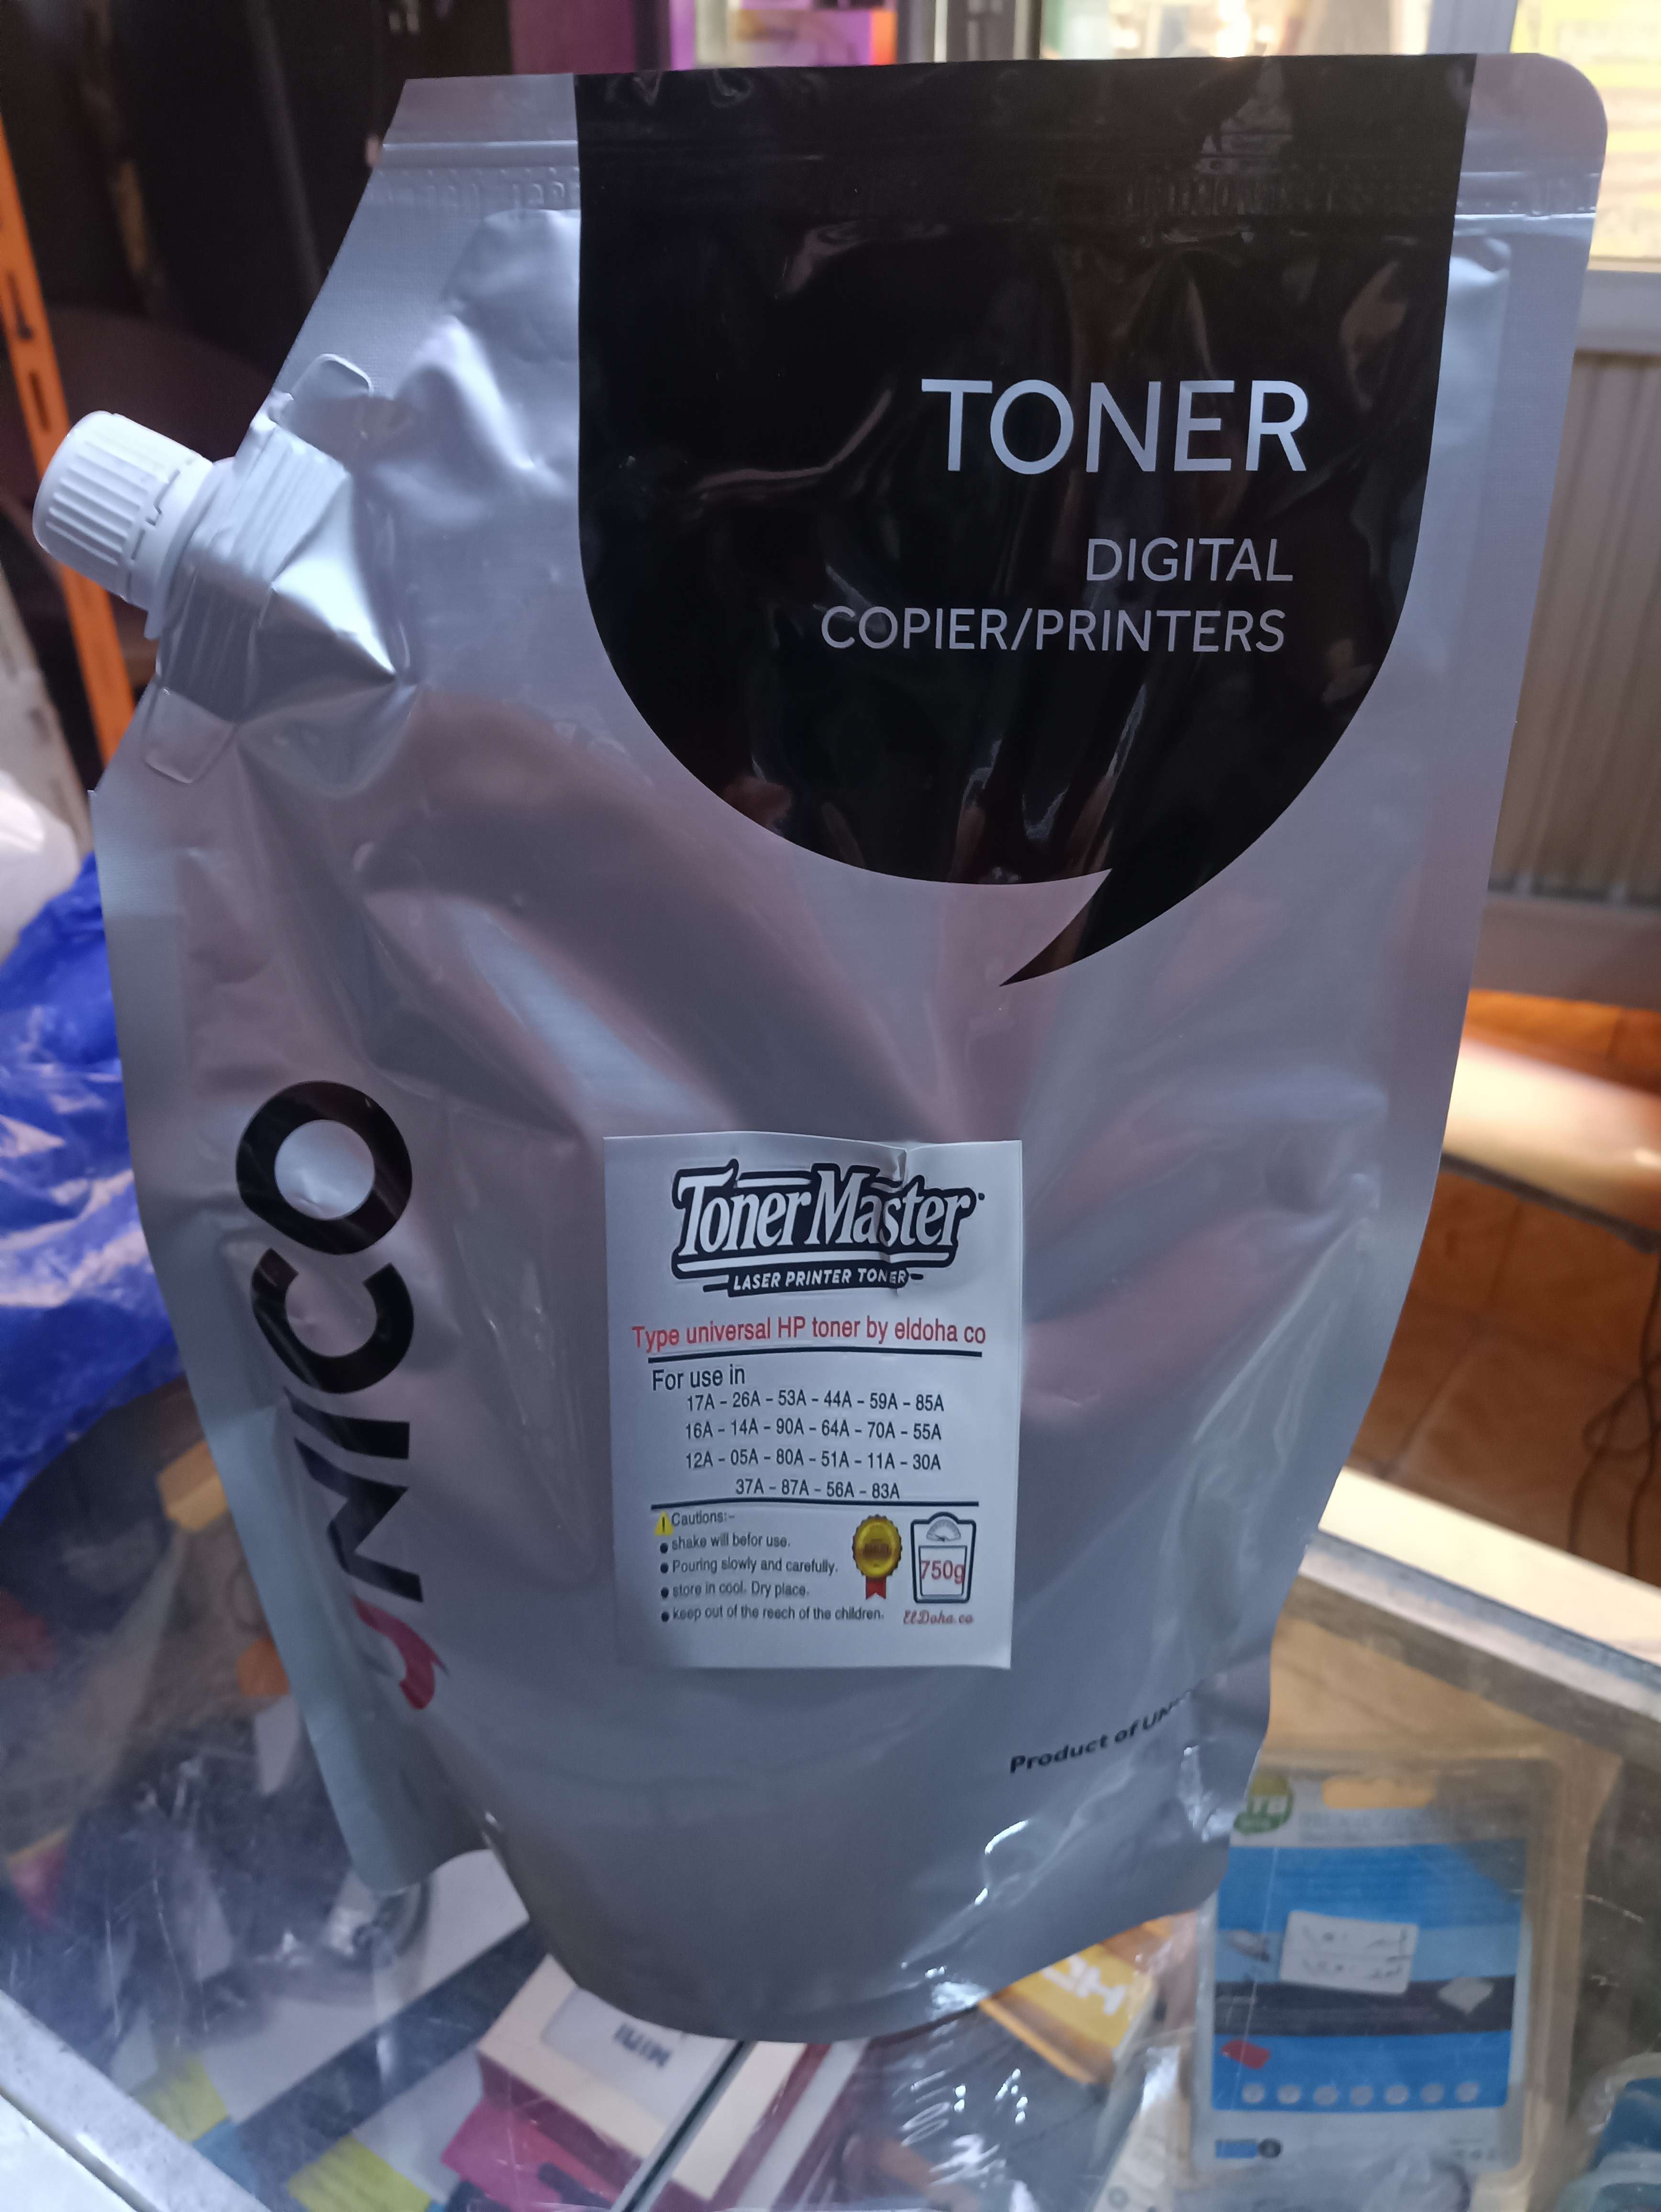 TONER
DIGITAL
COPIER/PRINTERS
UNICO
Toner Master
LASER PRINTER TONER
Type universal HP toner by eldoha co
For use in
17A - 26A - 53A - 44A - 59A - 85A
16A - 14A - 90A - 64A - 70A - 55A
12A - 05A - 80A - 51A - 11A - 30A
37A - 87A - 56A - 83A
Cautions:-
shake will befor use.
Pouring slowly and carefully.
store in cool. Dry place.
keep out of the reech of the children.
750g
ElDoha.co
Product of